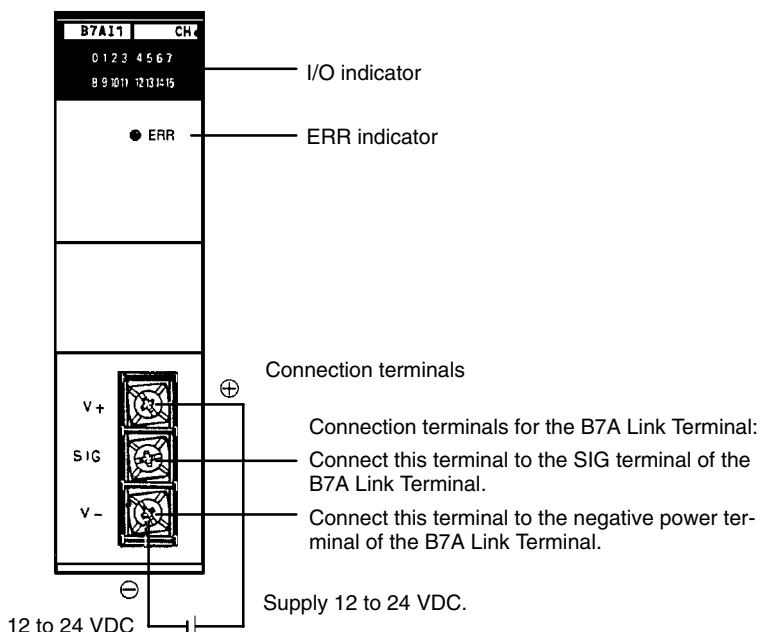 B7AI1 CH
0 1 2 3 4 5 6 7
8 9 10 11 12 13 14 15
I/O indicator
ERR
ERR indicator
Connection terminals
V+
Connection terminals for the B7A Link Terminal:
SIG
Connect this terminal to the SIG terminal of the
B7A Link Terminal.
V–
Connect this terminal to the negative power ter-
minal of the B7A Link Terminal.
Supply 12 to 24 VDC.
12 to 24 VDC